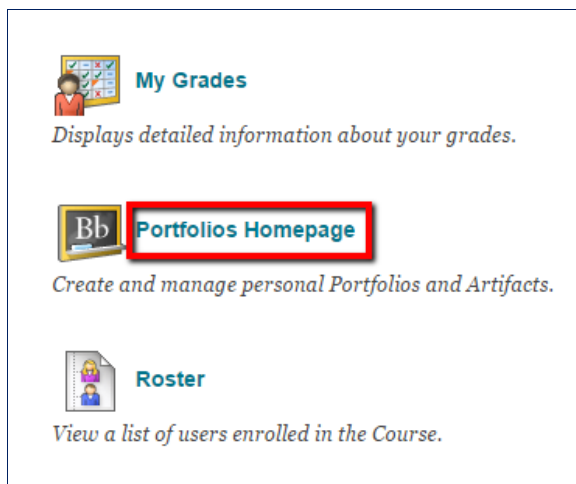 My Grades
Displays detailed information about your grades.
Bb
Portfolios Homepage
Create and manage personal Portfolios and Artifacts.
Roster
View a list of users enrolled in the Course.